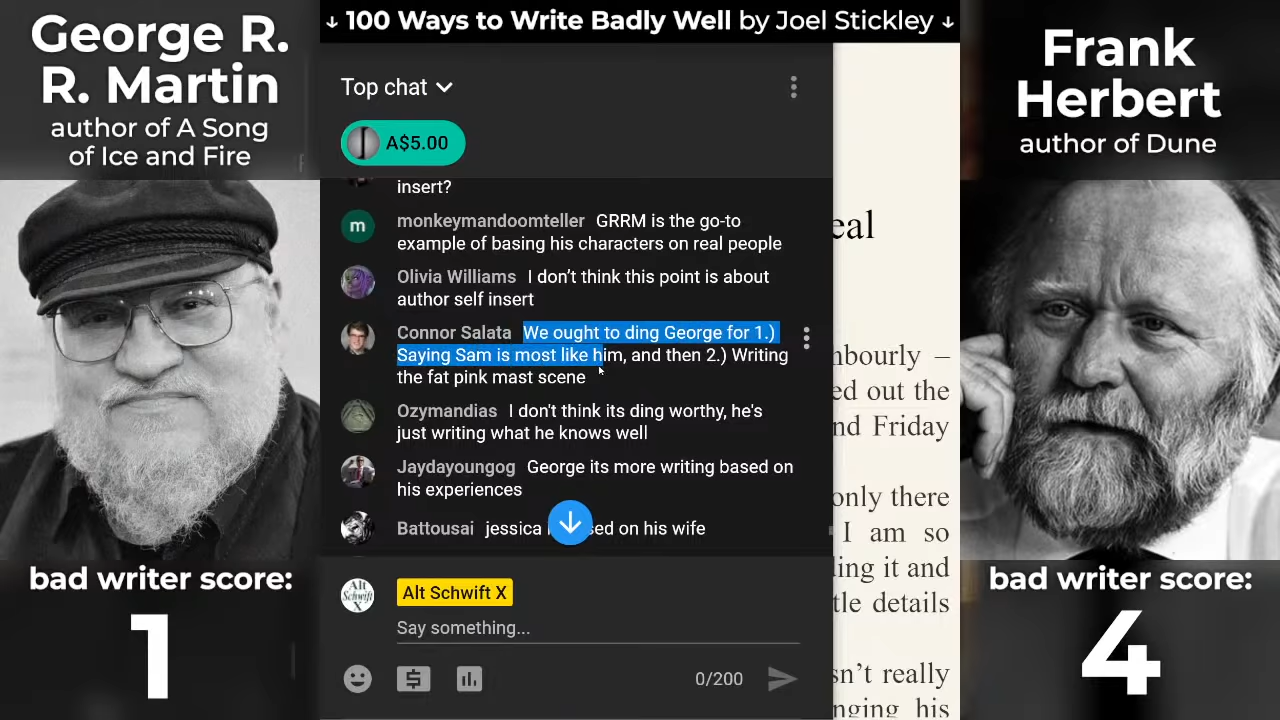 George R.
R. Martin
author of A Song
of Ice and Fire
bad writer score:
1
↓ 100 Ways to Write Badly Well by Joel Stickley ↓
Top chat
A$5.00
insert?
m
monkeymandoomteller GRRM is the go-to
example of basing his characters on real people
Olivia Williams I don't think this point is about
author self insert
Connor Salata We ought to ding George for 1.)
Saying Sam is most like him, and then 2.) Writing
the fat pink mast scene
Ozymandias I don't think its ding worthy, he's
just writing what he knows well
Jaydayoungog George its more writing based on
his experiences
Battousai jessica sed on his wife
Alt
Schwift
X
Alt Schwift X
Say something...
0/200
eal
mbourly –
ed out the
nd Friday
only there
I am so
ling it and
tle details
sn't really
nging his
Frank
Herbert
author of Dune
bad writer score:
4